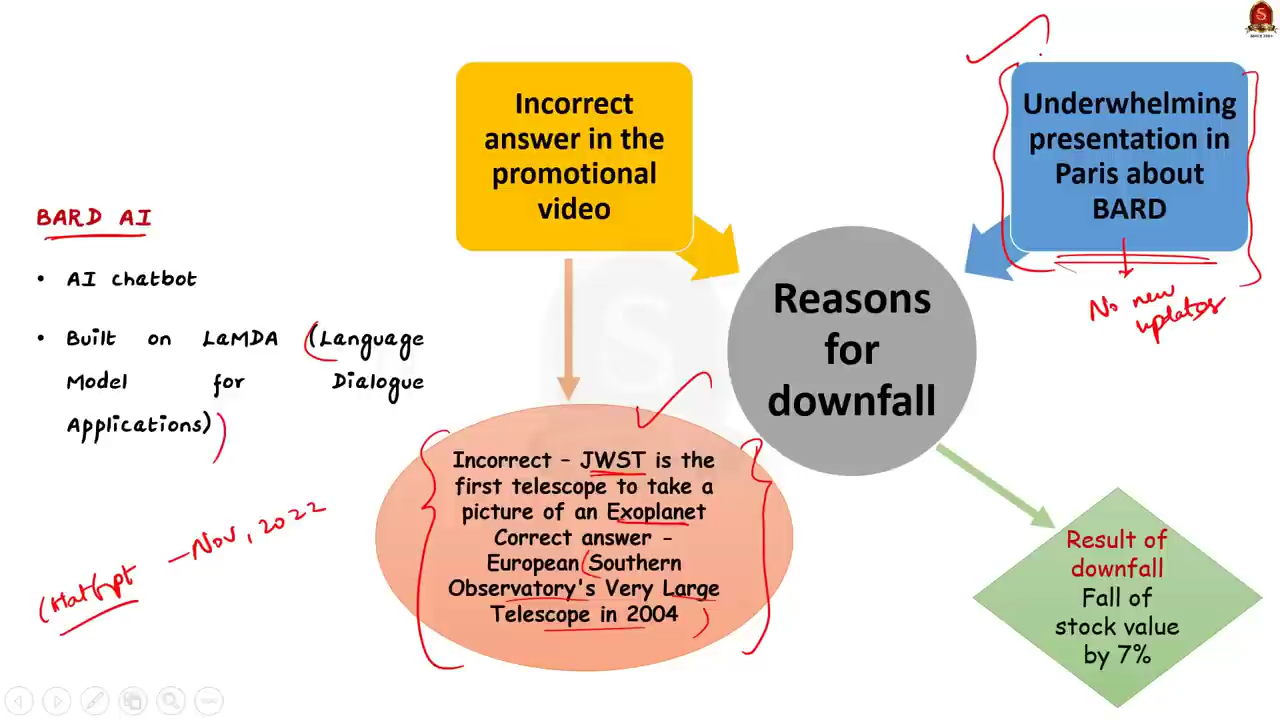 BARD AI
• AI chatbot
• Built on LaMDA (Language
Model for Dialogue
Applications)
Chatgpt - Nov, 2022
Incorrect
answer in the
promotional
video
Underwhelming
presentation in
Paris about
BARD
No new
updates
Reasons
for
downfall
Incorrect – JWST is the
first telescope to take a
picture of an Exoplanet
Correct answer –
European Southern
Observatory's Very Large
Telescope in 2004
Result of
downfall
Fall of
stock value
by 7%
S
S